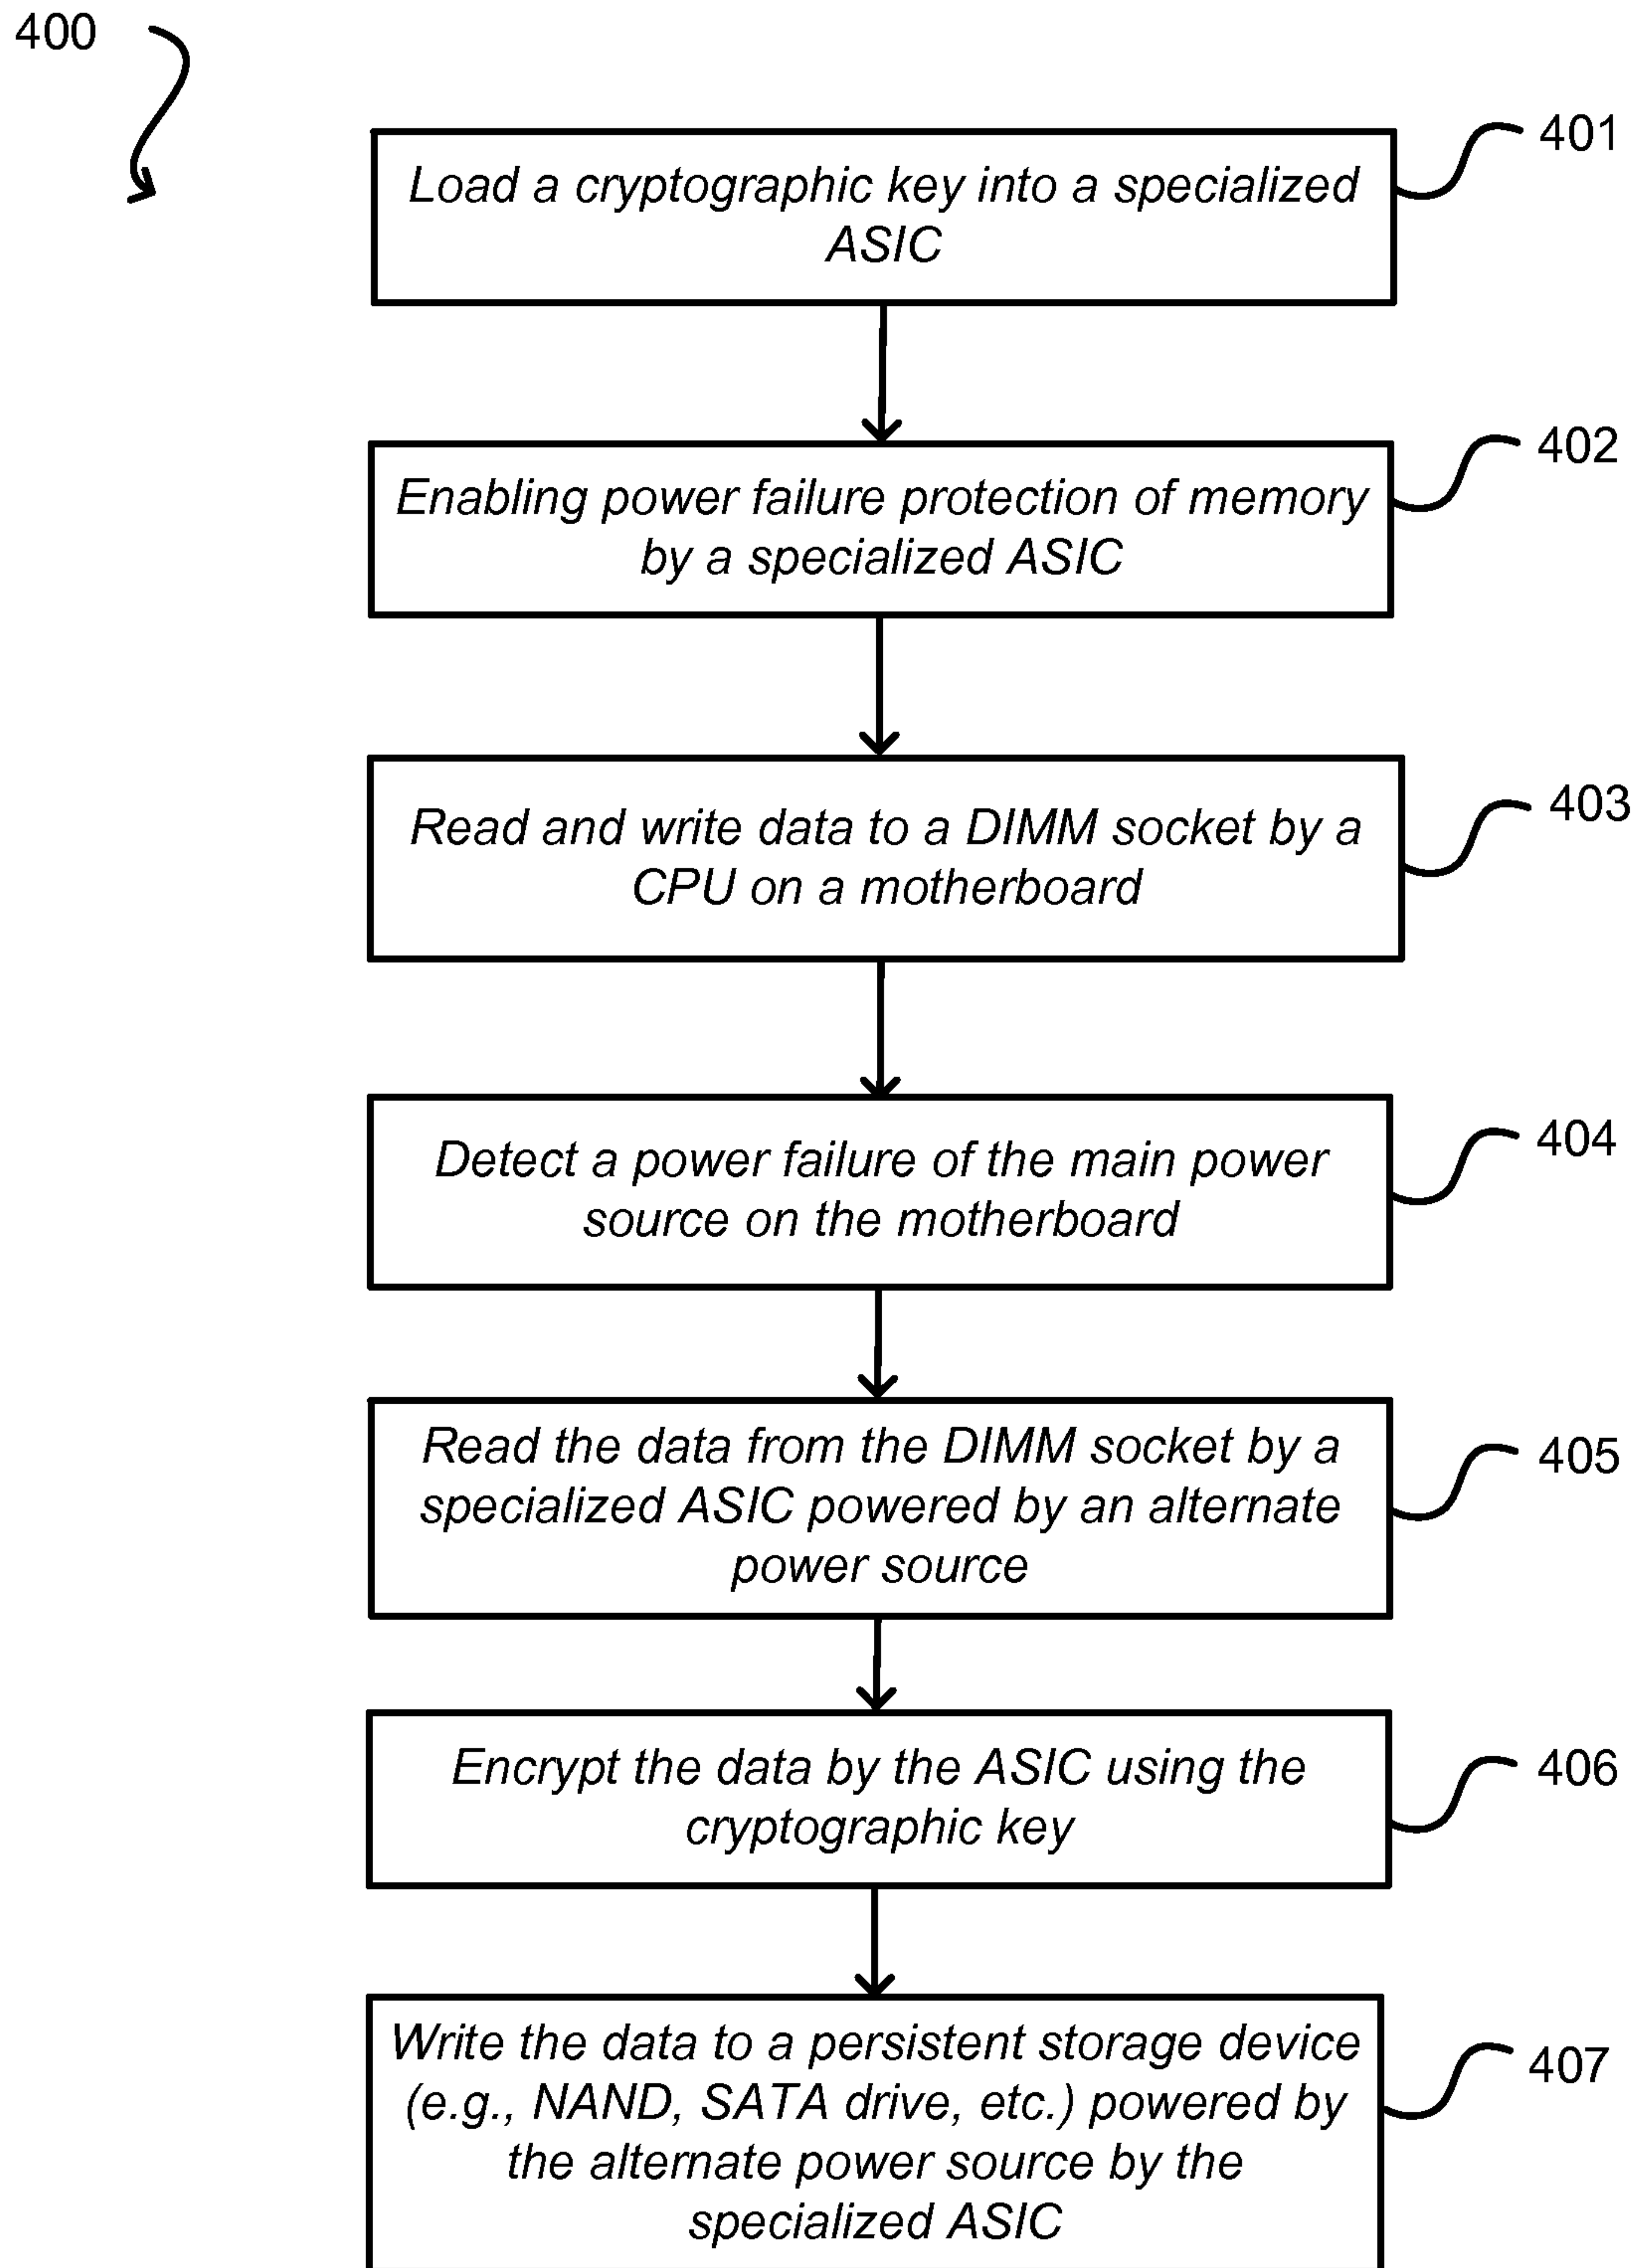 400
401
Load a cryptographic key into a specialized
ASIC
402
Enabling power failure protection of memory
by a specialized ASIC
403
Read and write data to a DIMM socket by a
CPU on a motherboard
404
Detect a power failure of the main power
source on the motherboard
405
Read the data from the DIMM socket by a
specialized ASIC powered by an alternate
power source
406
Encrypt the data by the ASIC using the
cryptographic key
407
Write the data to a persistent storage device
(e.g., NAND, SATA drive, etc.) powered by
the alternate power source by the
specialized ASIC